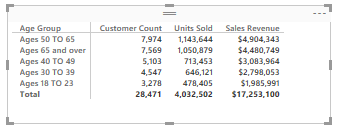 Age Group Customer Count Units Sold Sales Revenue
Ages 50 TO 65 7,974 1,143,644 $4,904,343
Ages 65 and over 7,569 1,050,879 $4,480,749
Ages 40 TO 49 5,103 713,453 $3,083,964
Ages 30 TO 39 4,547 646,121 $2,798,053
Ages 18 TO 23 3,278 478,405 $1,985,991
Total 28,471 4,032,502 $17,253,100